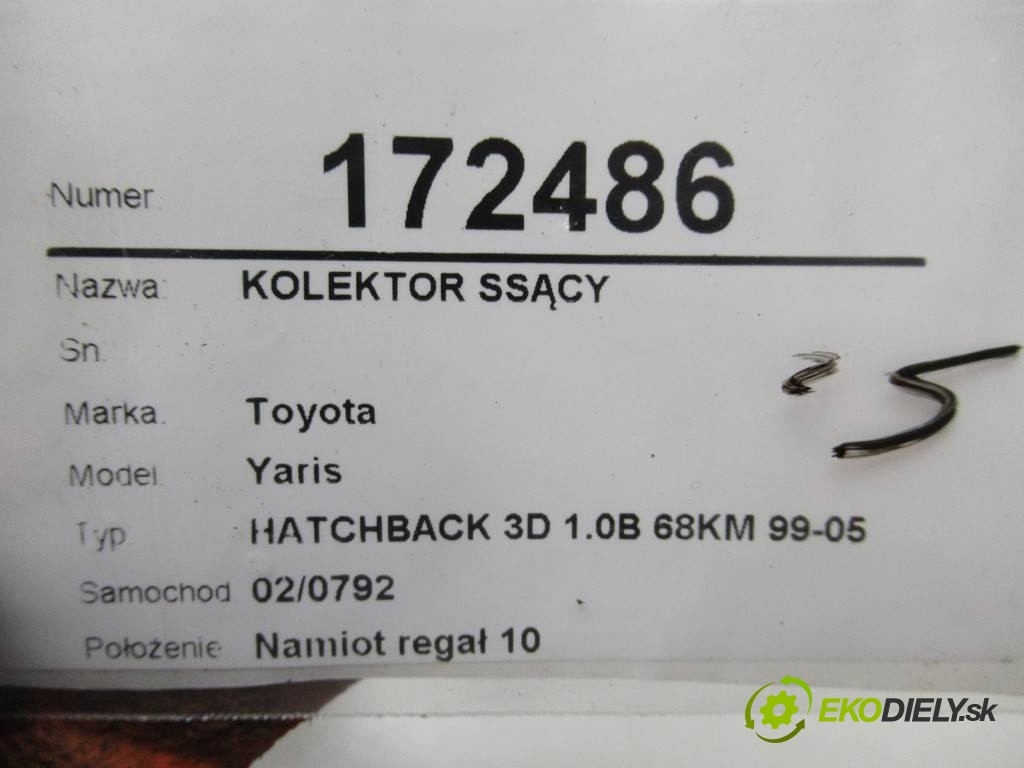 Numer 172486
Nazwa: KOLEKTOR SSĄCY
Sn.
Marka. Toyota
Model. Yaris
Typ HATCHBACK 3D 1.0B 68KM 99-05
Samochod 02/0792
Położenie Namiot regał 10
5
EKODIELY.sk